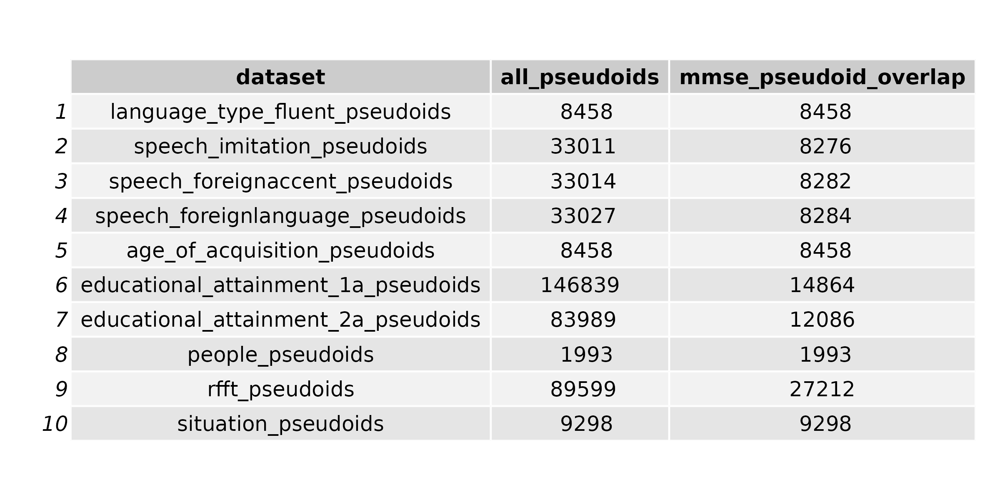 dataset all_pseudoids mmse_pseudoid_overlap
1 language_type_fluent_pseudoids 8458 8458
2 speech_imitation_pseudoids 33011 8276
3 speech_foreignaccent_pseudoids 33014 8282
4 speech_foreignlanguage_pseudoids 33027 8284
5 age_of_acquisition_pseudoids 8458 8458
6 educational_attainment_1a_pseudoids 146839 14864
7 educational_attainment_2a_pseudoids 83989 12086
8 people_pseudoids 1993 1993
9 rfft_pseudoids 89599 27212
10 situation_pseudoids 9298 9298